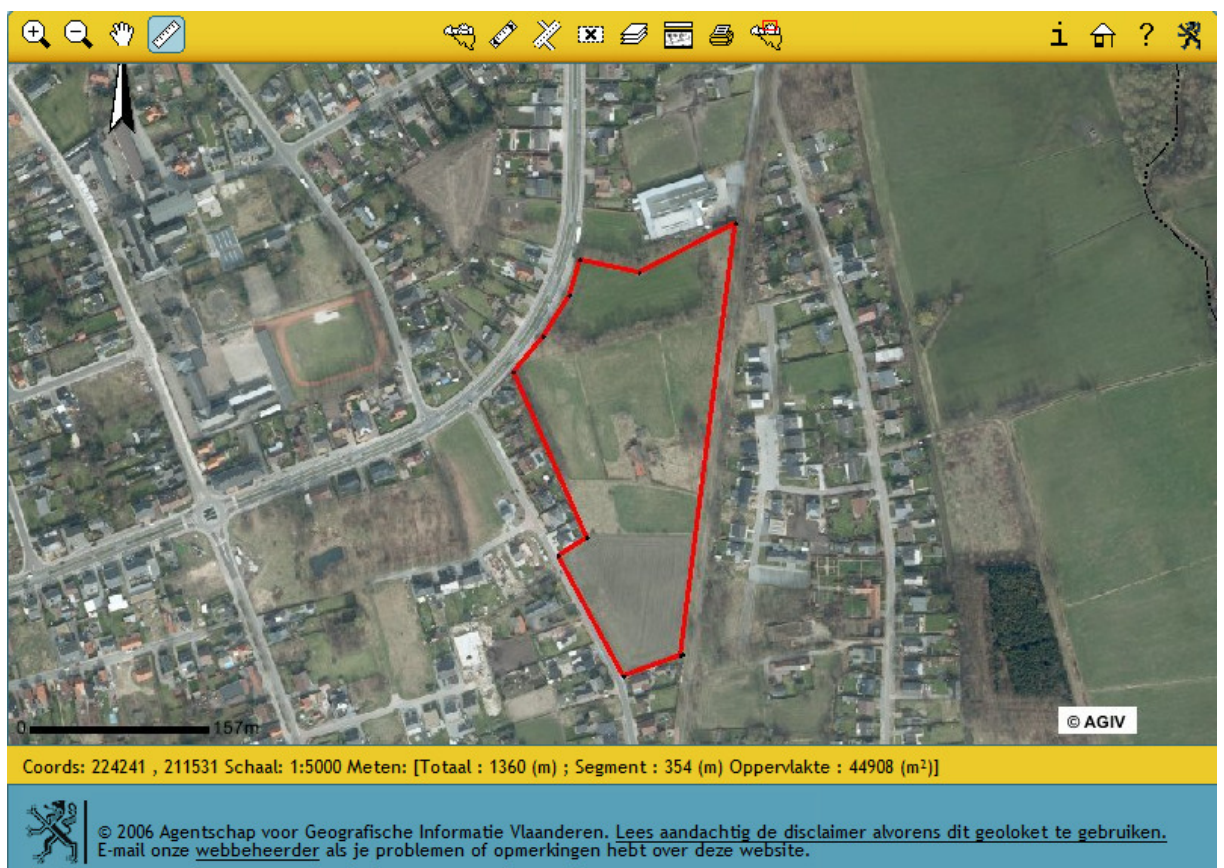 i ?
0 157m
© AGIV
Coords: 224241 , 211531 Schaal: 1:5000 Meten: [Totaal : 1360 (m) ; Segment : 354 (m) Oppervlakte : 44908 (m²)]
© 2006 Agentschap voor Geografische Informatie Vlaanderen. Lees aandachtig de disclaimer alvorens dit geoloket te gebruiken.
E-mail onze webbeheerder als je problemen of opmerkingen hebt over deze website.